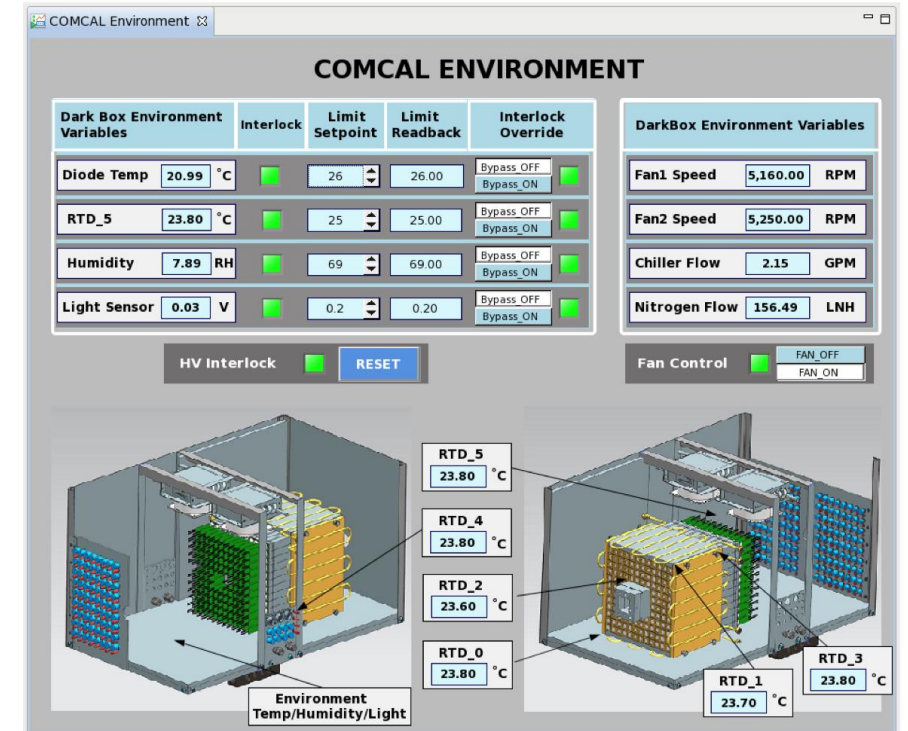 COMCAL Environment
COMCAL ENVIRONMENT
Dark Box Environment Variables Interlock Limit Setpoint Limit Readback Interlock Override
Diode Temp 20.99 °C 26 26.00 Bypass_OFF Bypass_ON
RTD_5 23.80 °C 25 25.00 Bypass_OFF Bypass_ON
Humidity 7.89 RH 69 69.00 Bypass_OFF Bypass_ON
Light Sensor 0.03 V 0.2 0.20 Bypass_OFF Bypass_ON
DarkBox Environment Variables
Fan1 Speed 5,160.00 RPM
Fan2 Speed 5,250.00 RPM
Chiller Flow 2.15 GPM
Nitrogen Flow 156.49 LNH
HV Interlock RESET
Fan Control FAN_OFF FAN_ON
RTD_5
23.80 °C
RTD_4
23.80 °C
RTD_2
23.60 °C
RTD_0
23.80 °C
RTD_3
23.80 °C
RTD_1
23.70 °C
Environment
Temp/Humidity/Light